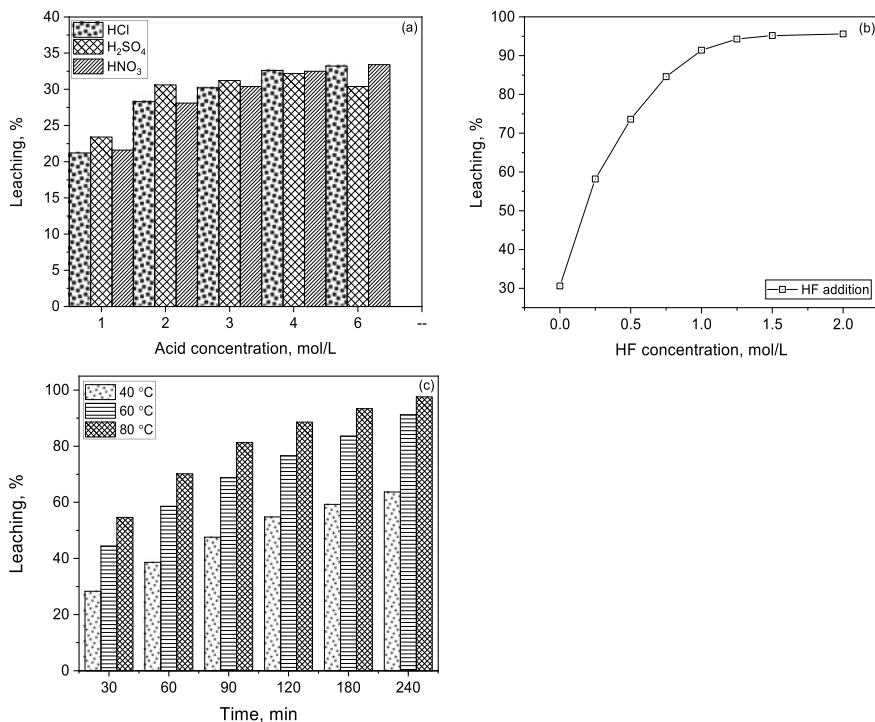 (a)
HCl
H₂SO₄
HNO₃
40
35
30
25
20
15
10
5
0
Leaching, %
1 2 3 4 6 --
Acid concentration, mol/L
(b)
100
90
80
70
60
50
40
30
Leaching, %
HF addition
0.0 0.5 1.0 1.5 2.0
HF concentration, mol/L
(c)
40 °C
60 °C
80 °C
100
80
60
40
20
0
Leaching, %
30 60 90 120 180 240
Time, min